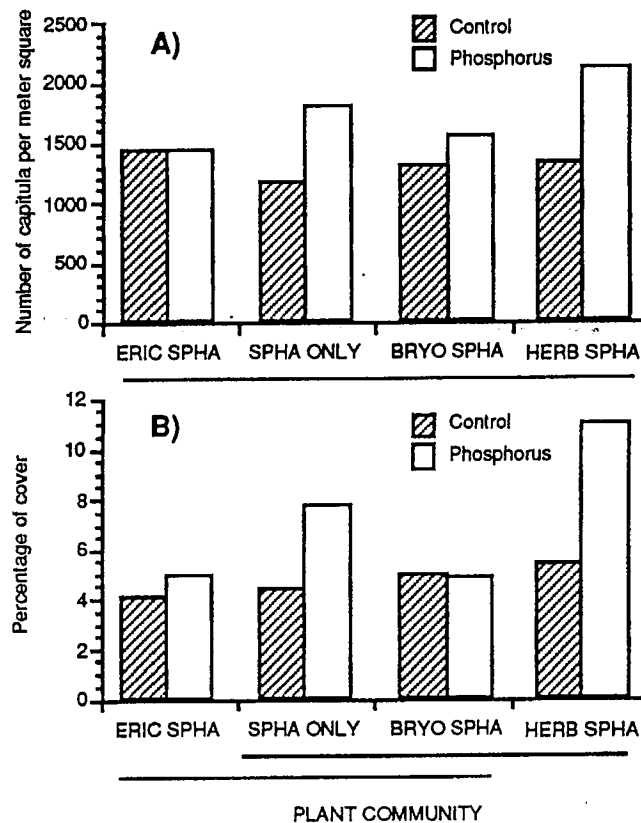 A)
Control
Phosphorus
Number of capitula per meter square
2500
2000
1500
1000
500
0
ERIC SPHA SPHA ONLY BRYO SPHA HERB SPHA
B)
Control
Phosphorus
Percentage of cover
12
10
8
6
4
2
0
ERIC SPHA SPHA ONLY BRYO SPHA HERB SPHA
PLANT COMMUNITY